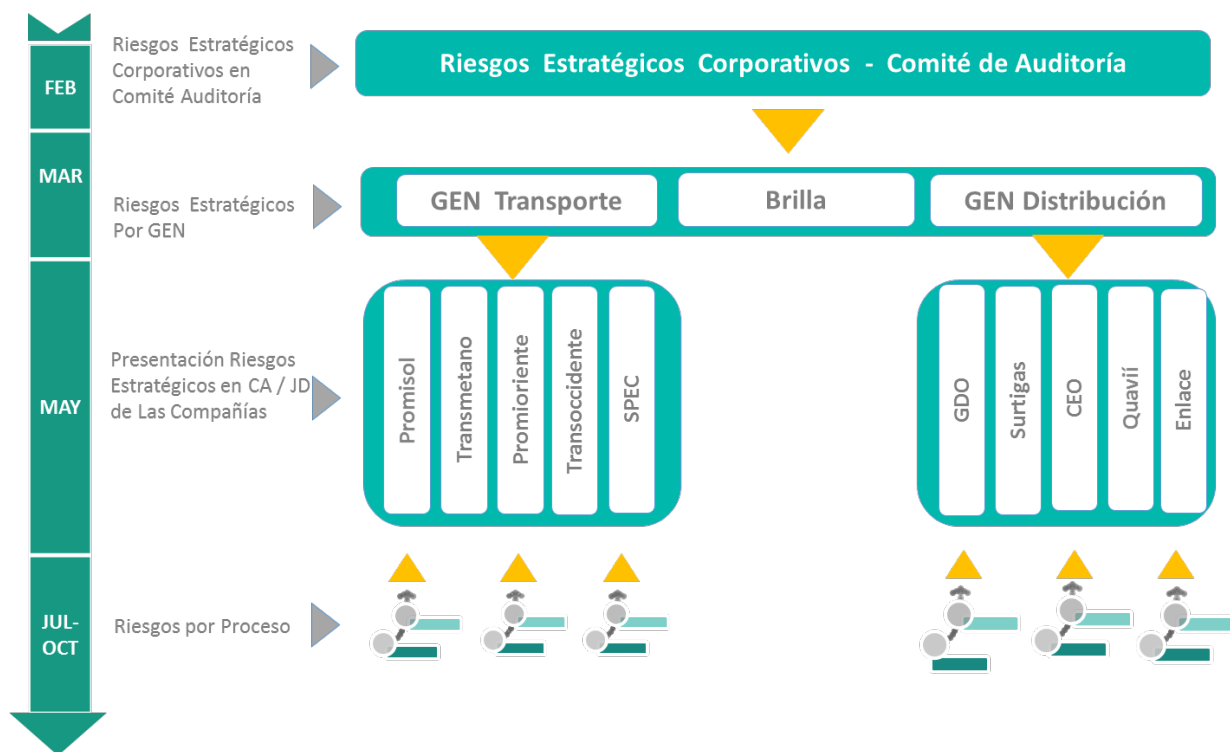 FEB
Riesgos Estratégicos
Corporativos en
Comité Auditoría
Riesgos Estratégicos Corporativos - Comité de Auditoría
MAR
Riesgos Estratégicos
Por GEN
GEN Transporte
Brilla
GEN Distribución
MAY
Presentación Riesgos
Estratégicos en CA / JD
de Las Compañías
Promisol
Transmetano
Promioriente
Transoccidente
SPEC
GDO
Surtigas
CEO
Quavií
Enlace
JUL-
OCT
Riesgos por Proceso